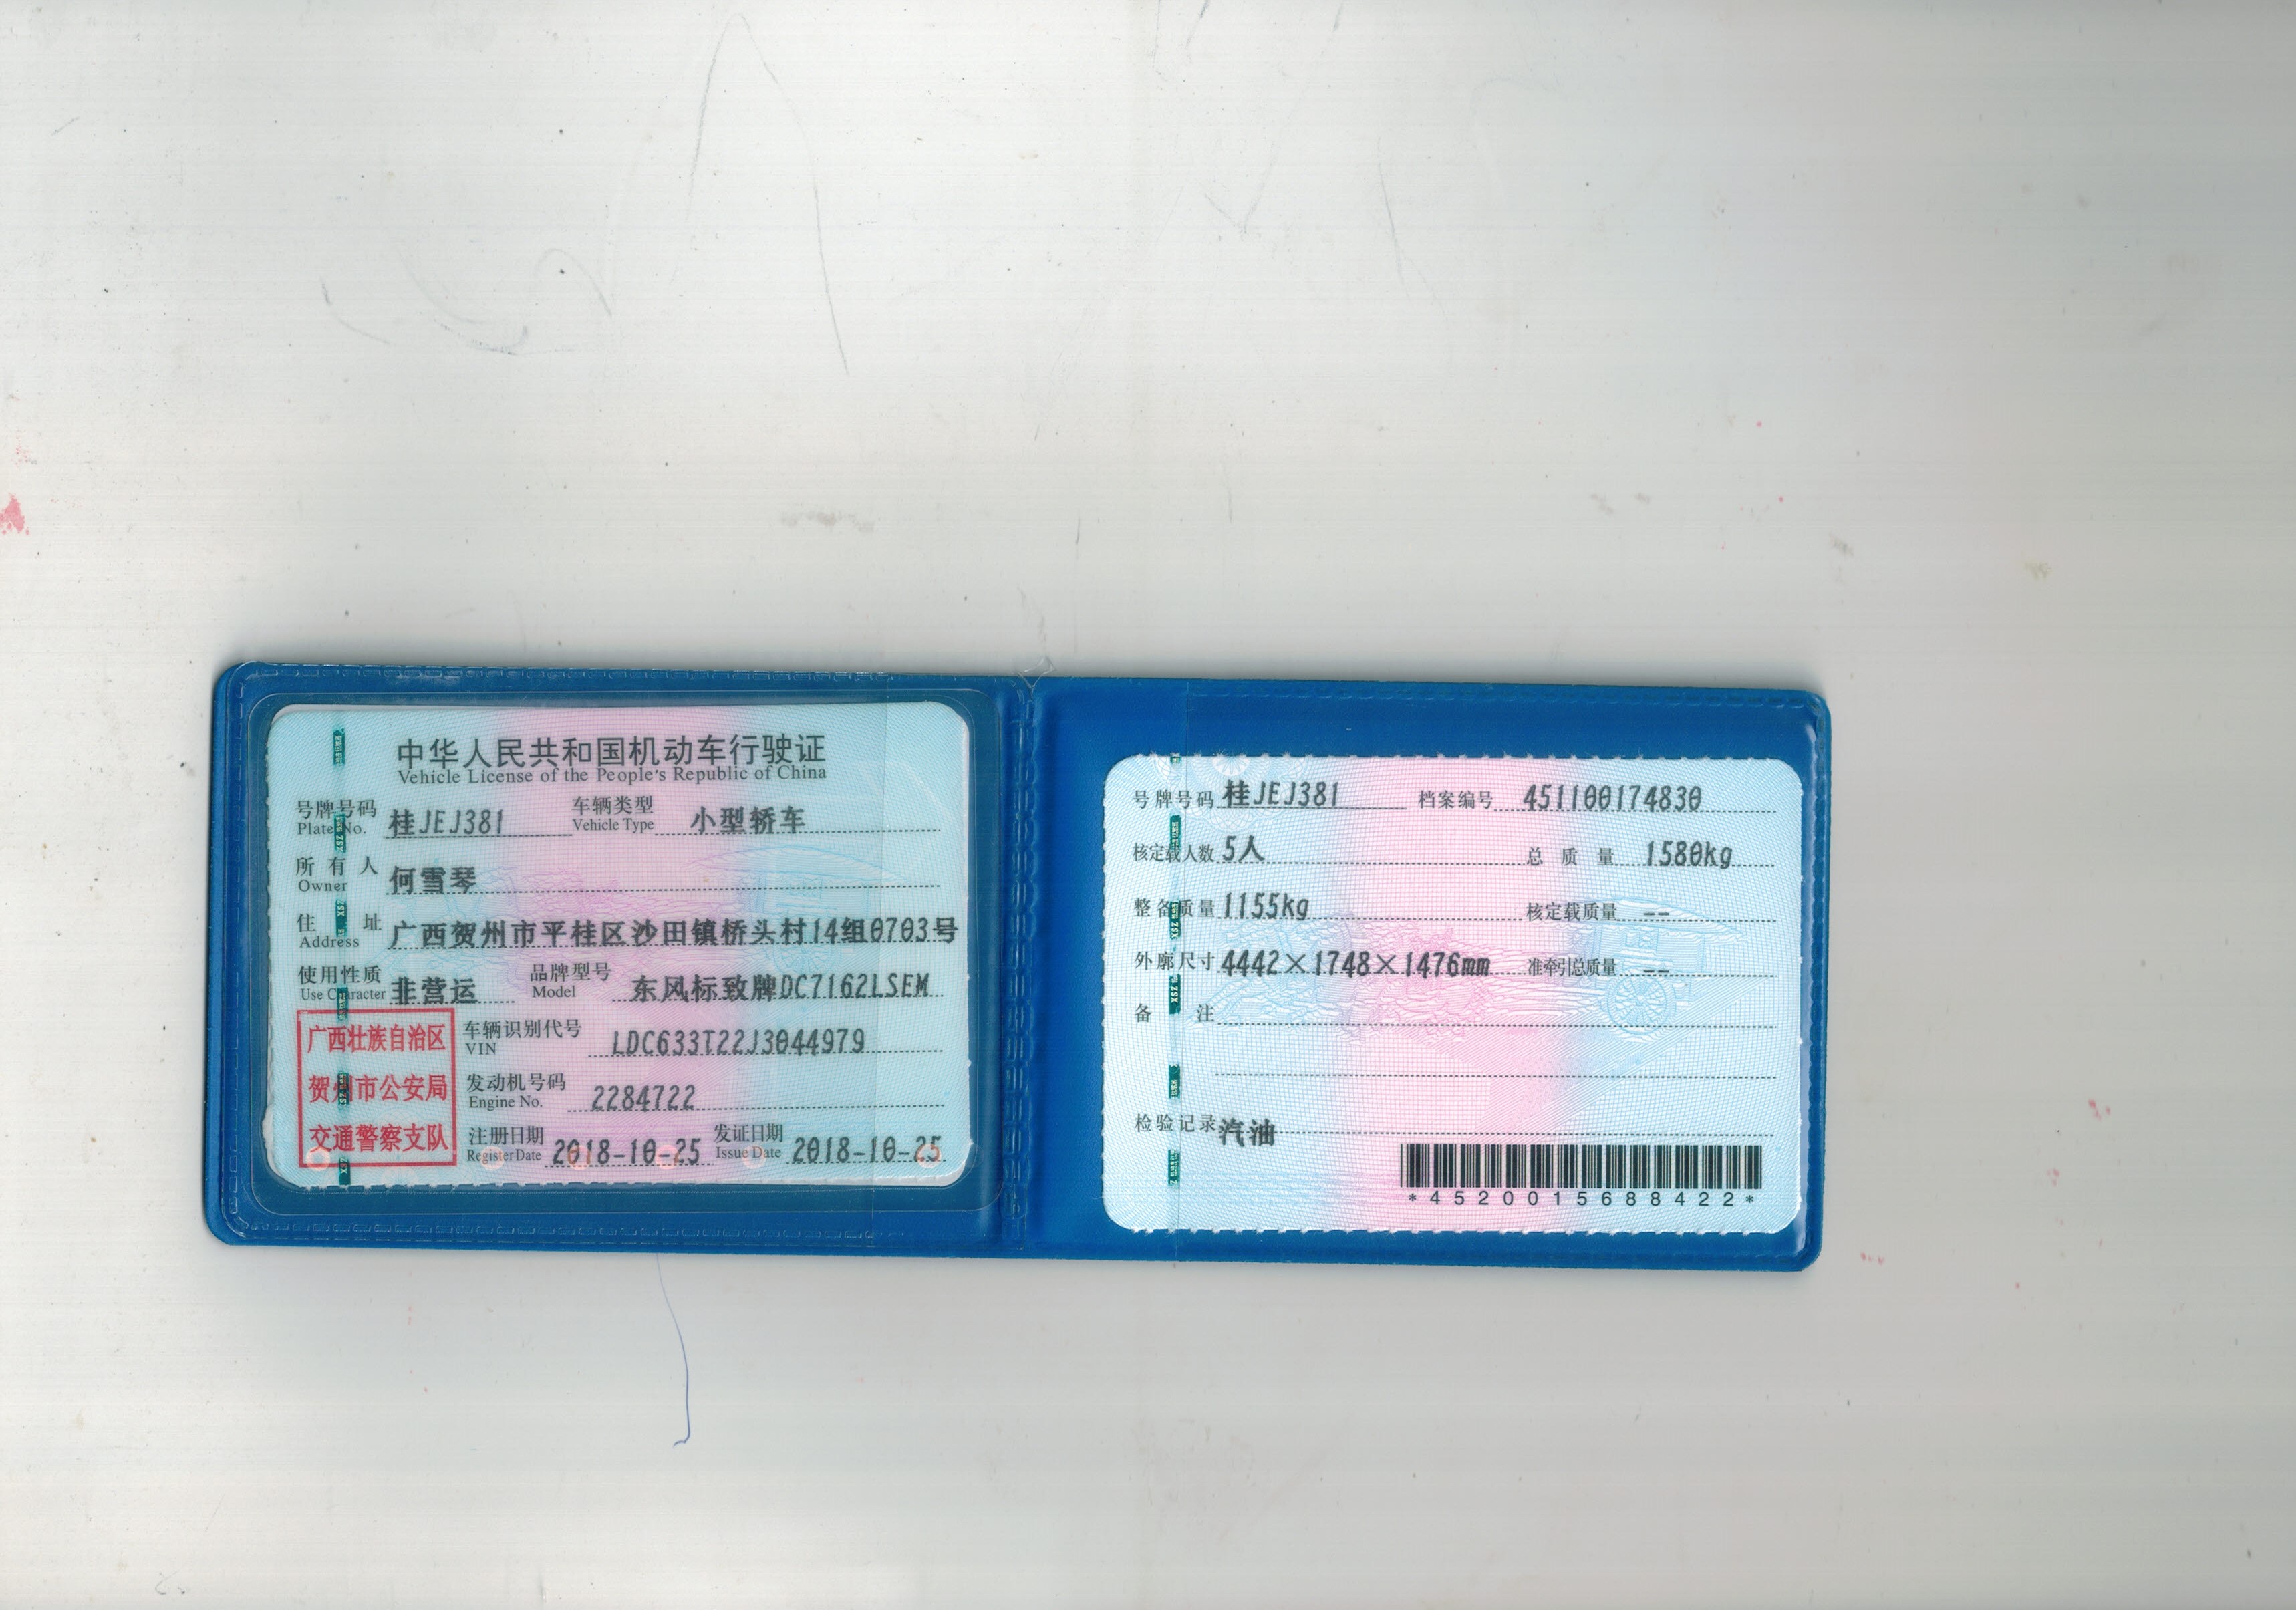 中华人民共和国机动车行驶证
Vehicle License of the People's Republic of China
号牌号码 桂JEJ381 车辆类型 小型轿车
Plate No. Vehicle Type
所有人 何雪琴
Owner
住址 广西贺州市平桂区沙田镇桥头村14组0703号
Address
使用性质 非营运 品牌型号 东风标致牌DC7162LSEM
Use Character Model
广西壮族自治区
贺州市公安局
交通警察支队
车辆识别代号 LDC633T22J3044979
VIN
发动机号码 2284722
Engine No.
注册日期 2018-10-25 发证日期 2018-10-25
Register Date Issue Date
号牌号码 桂JEJ381 档案编号 451100174830
核定载人数 5人 总质量 1580kg
整备质量 1155kg 核定载质量 --
外廓尺寸 4442×1748×1476mm 准牵引总质量 --
备注
检验记录 汽油
*4520015688422*